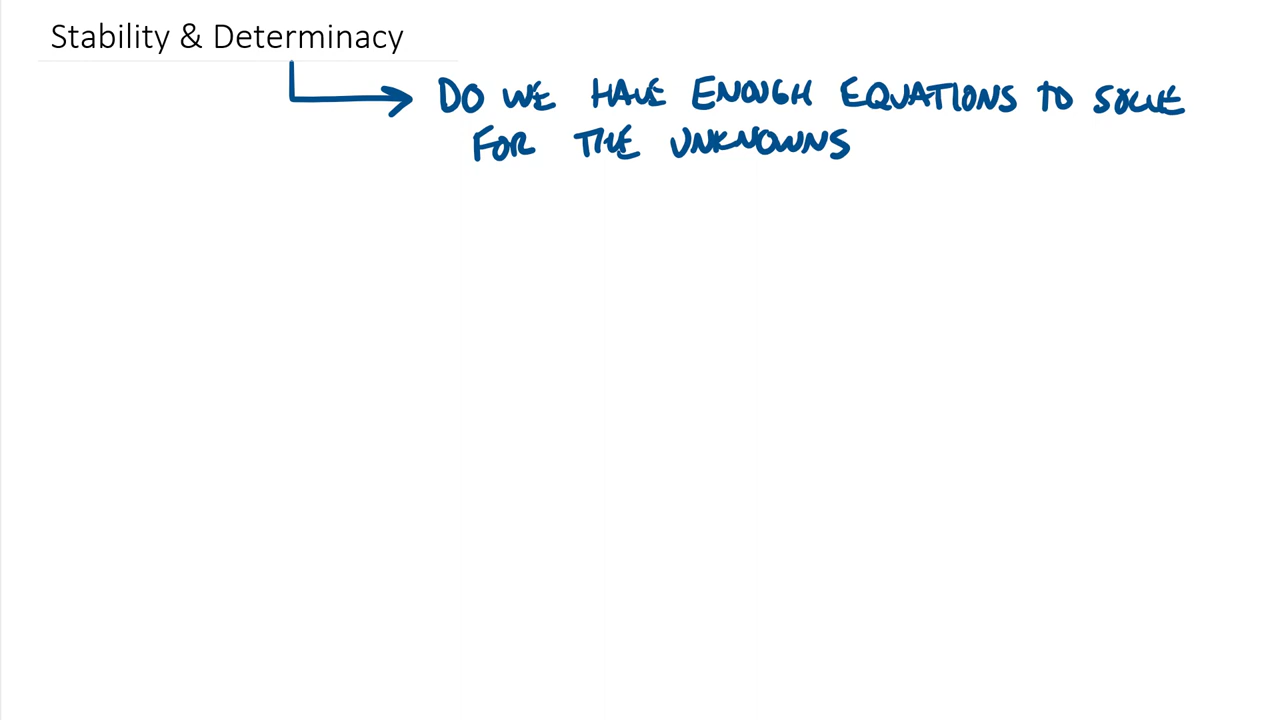 Stability & Determinacy
DO WE HAVE ENOUGH EQUATIONS TO SOLVE
FOR THE UNKNOWNS